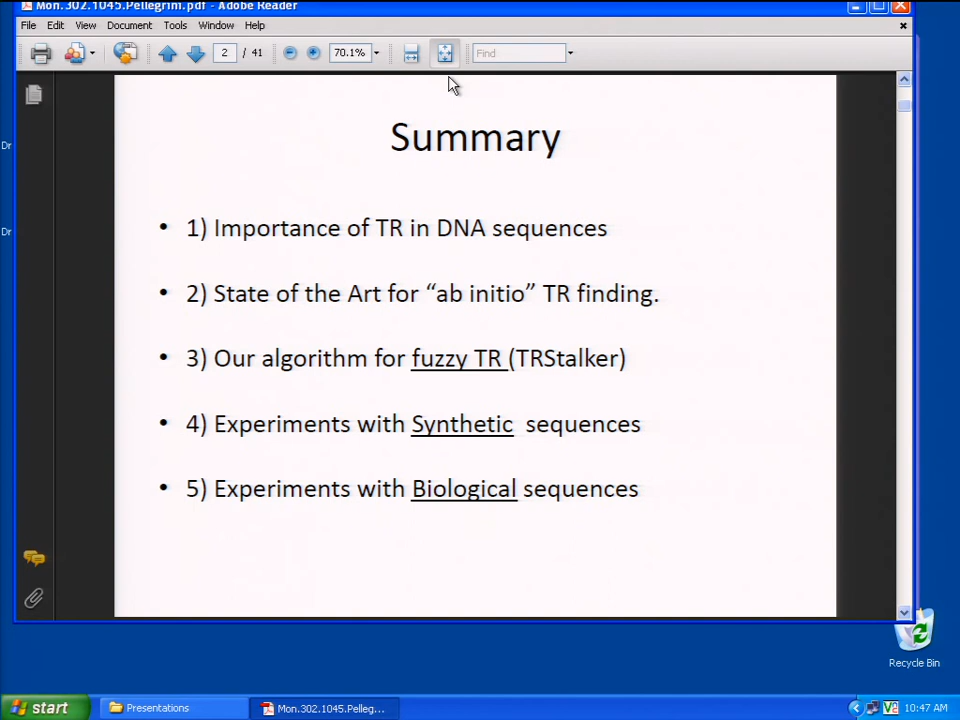 Mon.302.1045.Pellegrim.pdf - Adobe Reader
File Edit View Document Tools Window Help
2 / 41 70.1% Find
Summary
• 1) Importance of TR in DNA sequences
• 2) State of the Art for “ab initio” TR finding.
• 3) Our algorithm for fuzzy TR (TRStalker)
• 4) Experiments with Synthetic sequences
• 5) Experiments with Biological sequences
Dr
Dr
Recycle Bin
start Presentations Mon.302.1045.Pelleg... 10:47 AM